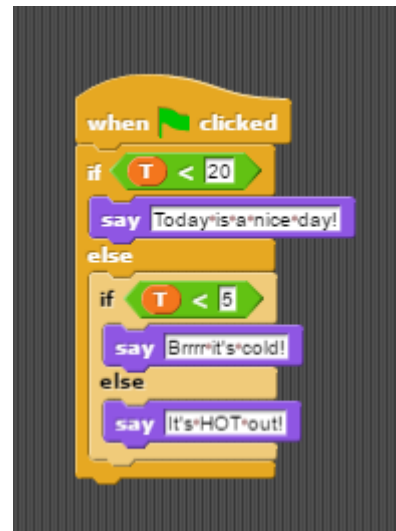 when clicked
if T < 20
say Today is a nice day!
else
if T < 5
say Brrrr it's cold!
else
say It's HOT out!